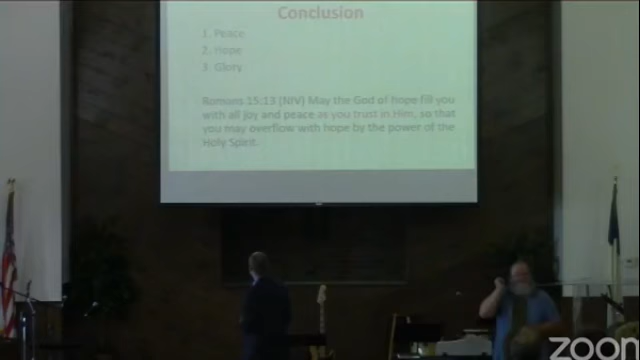 Conclusion
1. Peace
2. Hope
3. Glory
Romans 15:13 (NIV) May the God of hope fill you
with all joy and peace as you trust in Him, so that
you may overflow with hope by the power of the
Holy Spirit.
zoom